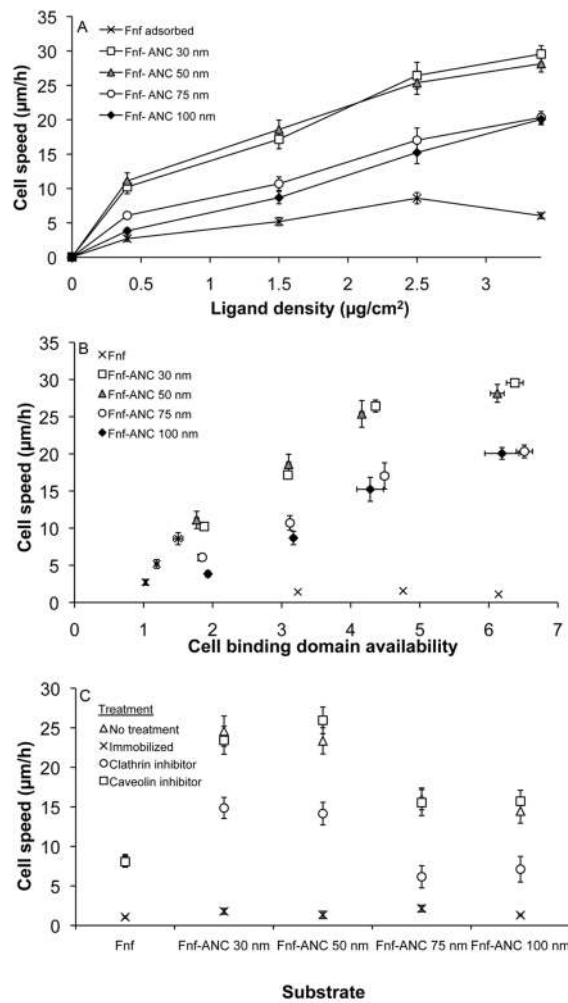 A
Fnf adsorbed
Fnf- ANC 30 nm
Fnf- ANC 50 nm
Fnf- ANC 75 nm
Fnf- ANC 100 nm
35
30
25
20
15
10
5
0
Cell speed (µm/h)
0 0.5 1 1.5 2 2.5 3
Ligand density (µg/cm²)
B
Fnf
Fnf-ANC 30 nm
Fnf-ANC 50 nm
Fnf-ANC 75 nm
Fnf-ANC 100 nm
35
30
25
20
15
10
5
0
Cell speed (µm/h)
0 1 2 3 4 5 6 7
Cell binding domain availability
C
Treatment
No treatment
Immobilized
Clathrin inhibitor
Caveolin inhibitor
35
30
25
20
15
10
5
0
Cell speed (µm/h)
Fnf Fnf-ANC 30 nm Fnf-ANC 50 nm Fnf-ANC 75 nm Fnf-ANC 100 nm
Substrate